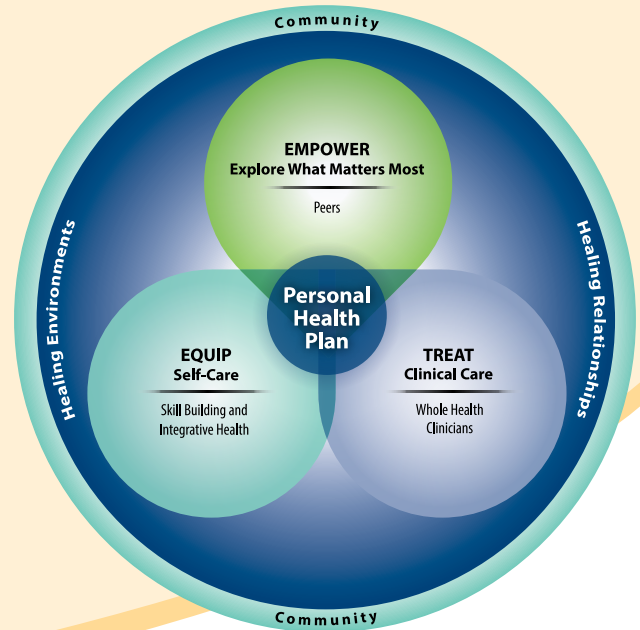 Community
EMPOWER
Explore What Matters Most
Peers
Healing Environments
Healing Relationships
Personal
Health
Plan
EQUIP
Self-Care
Skill Building and
Integrative Health
TREAT
Clinical Care
Whole Health
Clinicians
Community